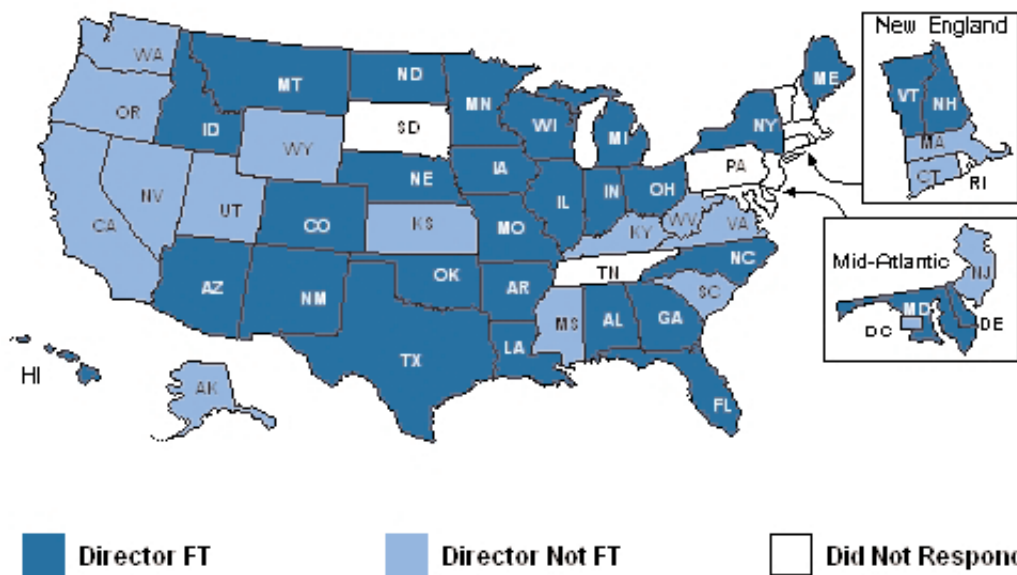 New England
WA
MT
ND
MN
ME
VT
NH
OR
ID
SD
WI
MI
NY
MA
WY
CT
RI
IA
PA
NE
NV
UT
IL
IN
OH
CA
CO
KS
MO
KY
WV
VA
NC
Mid-Atlantic
NJ
TN
OK
AR
AZ
NM
SC
MS
AL
GA
MD
DC
DE
LA
TX
HI
AK
FL
Director FT
Director Not FT
Did Not Respon